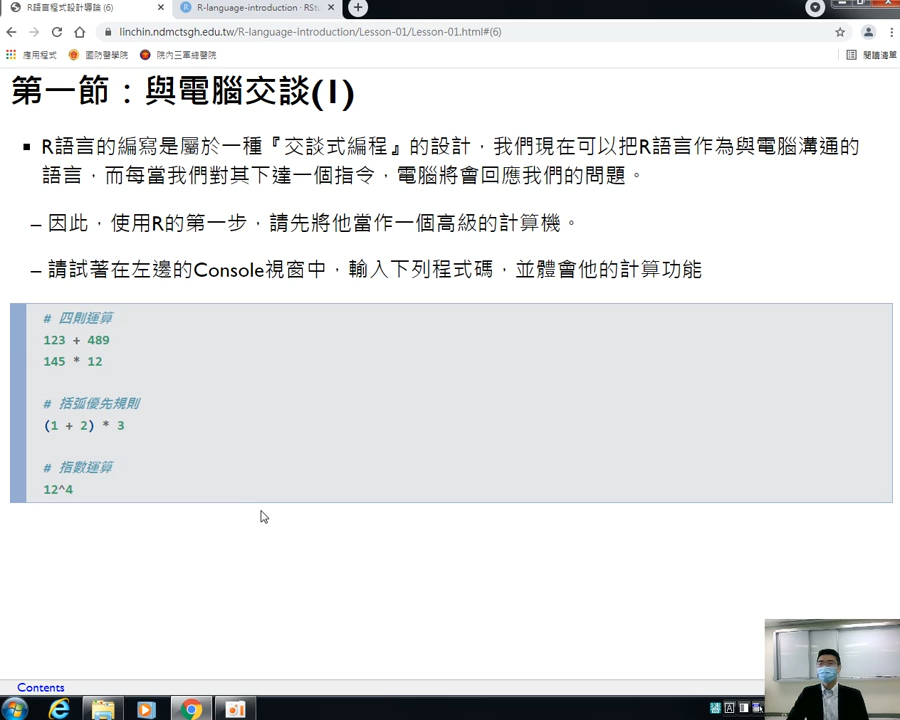 R語言程式設計導論 (6)
R-language-introduction · RSt
linchin.ndmctsgh.edu.tw/R-language-introduction/Lesson-01/Lesson-01.html#(6)
應用程式
國防醫學院
院內三軍總醫院
閱讀清單
第一節：與電腦交談(1)
R語言的編寫是屬於一種『交談式編程』的設計，我們現在可以把R語言作為與電腦溝通的
語言，而每當我們對其下達一個指令，電腦將會回應我們的問題。
– 因此，使用R的第一步，請先將他當作一個高級的計算機。
– 請試著在左邊的Console視窗中，輸入下列程式碼，並體會他的計算功能
# 四則運算
123 + 489
145 * 12
# 括弧優先規則
(1 + 2) * 3
# 指數運算
12^4
Contents